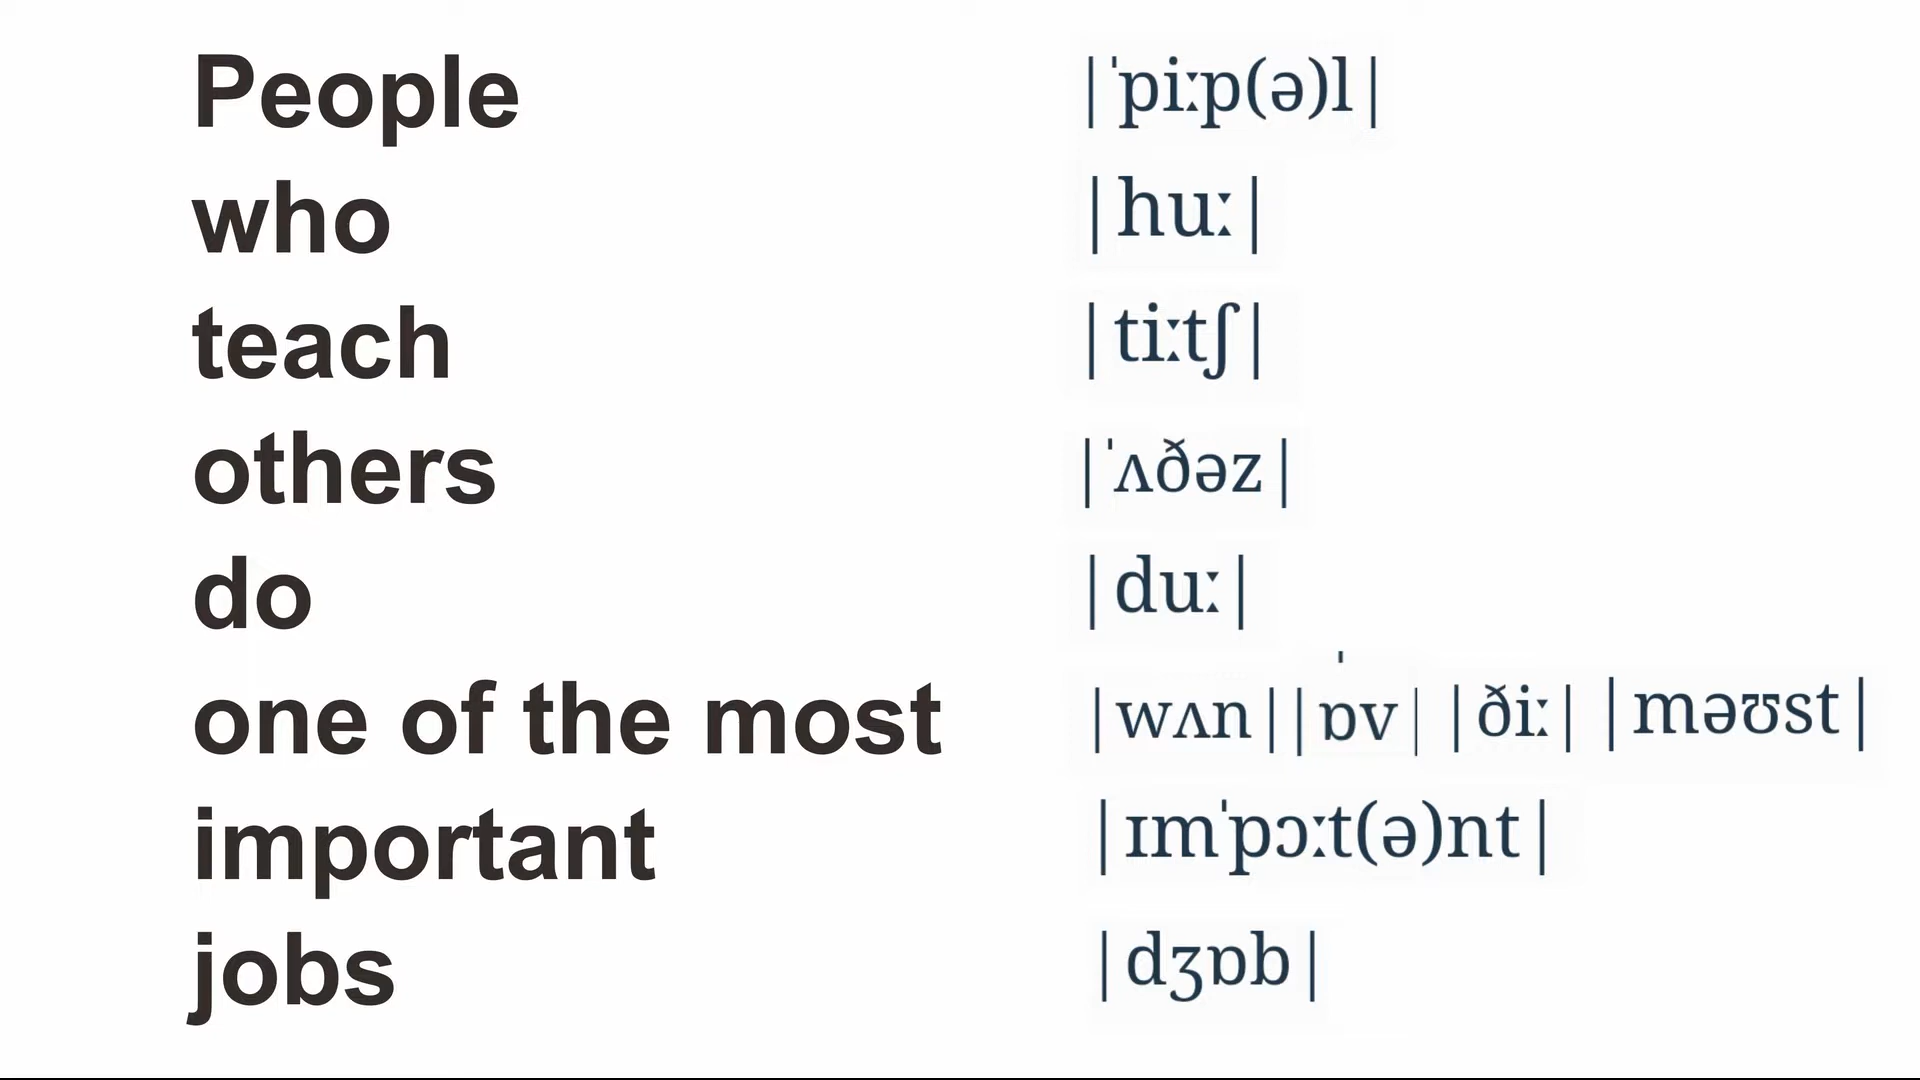 People |ˈpiːp(ə)l|
who |huː|
teach |tiːtʃ|
others |ˈʌðəz|
do |duː|
one of the most |wʌn||ɒv| |ðiː| |məʊst|
important |ɪmˈpɔːt(ə)nt|
jobs |dʒɒb|